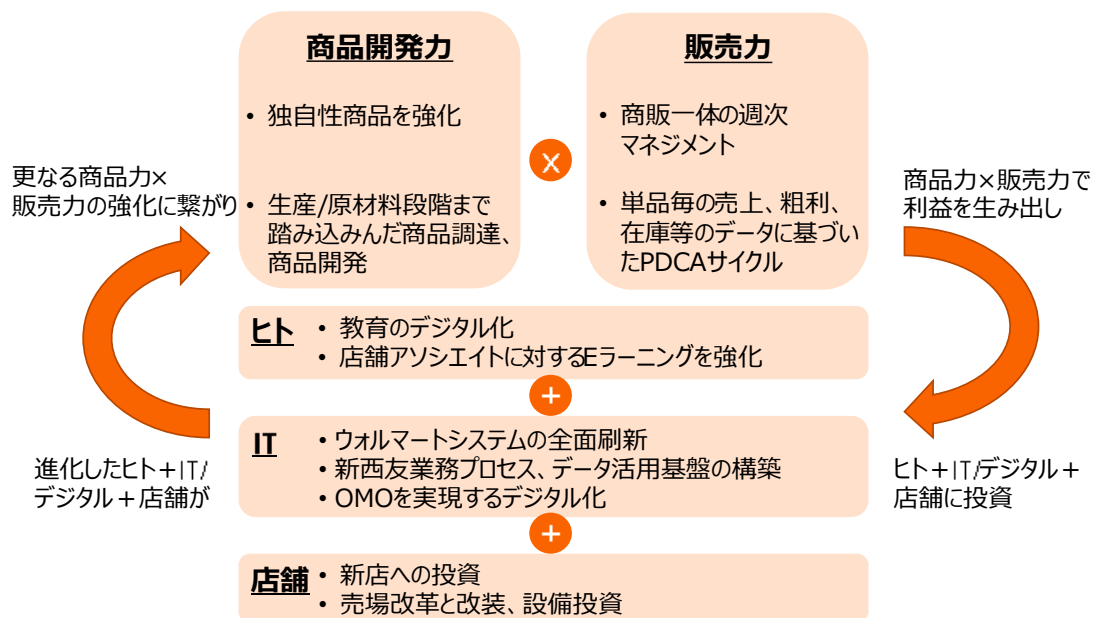 商品開発力
• 独自性商品を強化
• 生産/原材料段階まで
踏み込みんだ商品調達、
商品開発
X
販売力
• 商販一体の週次
マネジメント
• 単品毎の売上、粗利、
在庫等のデータに基づい
たPDCAサイクル
更なる商品力×
販売力の強化に繋がり
商品力×販売力で
利益を生み出し
ヒト
• 教育のデジタル化
• 店舗アソシエイトに対するEラーニングを強化
+
IT
• ウォルマートシステムの全面刷新
• 新西友業務プロセス、データ活用基盤の構築
• OMOを実現するデジタル化
進化したヒト+IT/
デジタル+店舗が
ヒト+IT/デジタル+
店舗に投資
+
店舗
• 新店への投資
• 売場改革と改装、設備投資